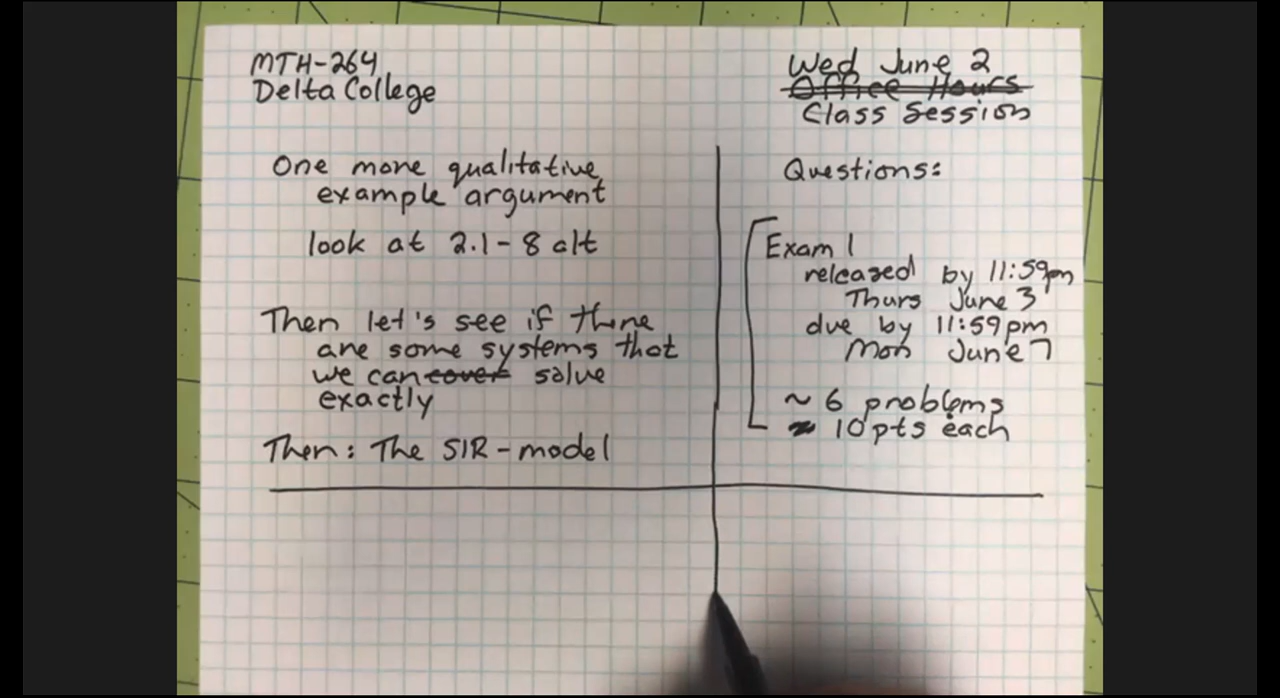 MTH-264
Delta College
Wed June 2
Office Hours
Class Session
One more qualitative
example argument
look at 2.1-8 alt
Then let's see if there
are some systems that
we can cover solve
exactly
Then: The SIR-model
Questions:
Exam 1
released by 11:59pm
Thurs June 3
due by 11:59pm
Mon June 7
~ 6 problems
10 pts each